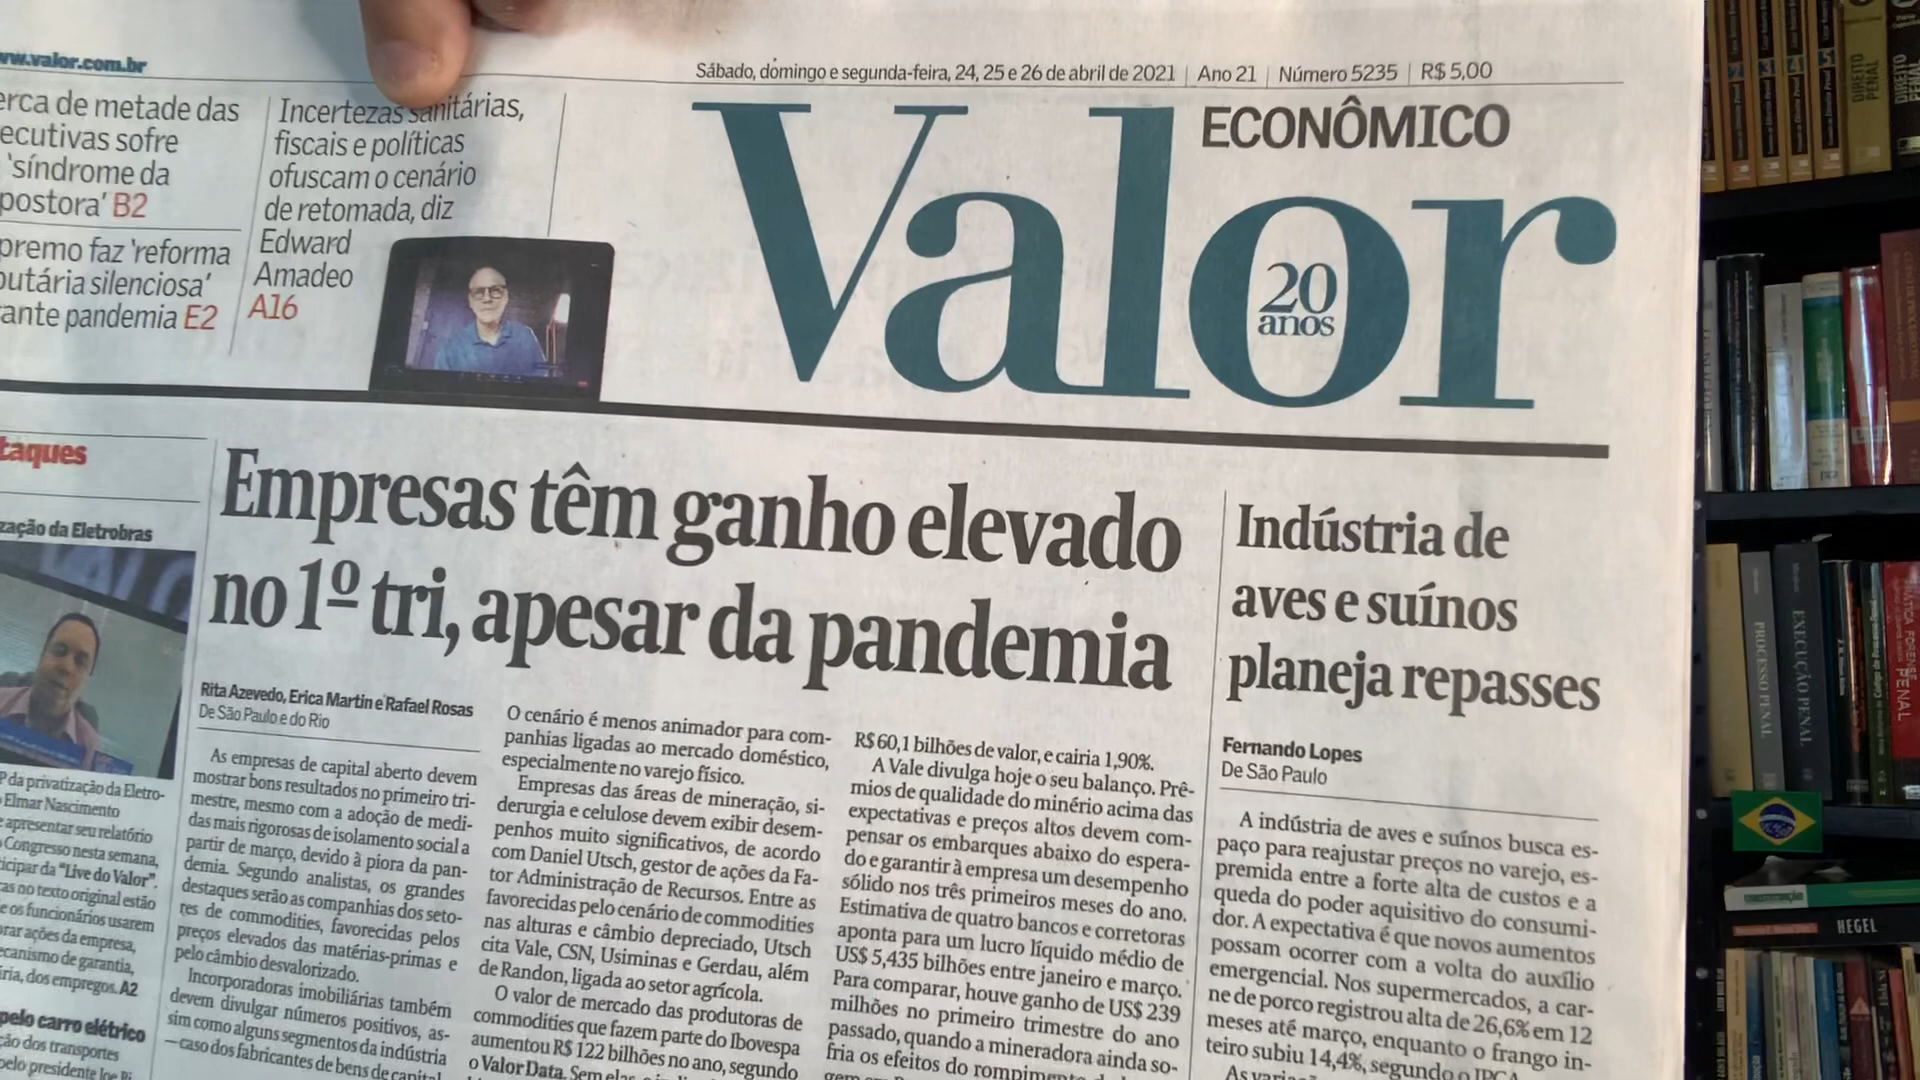 www.valor.com.br
Sábado, domingo e segunda-feira, 24, 25 e 26 de abril de 2021 | Ano 21 | Número 5235 | R$ 5,00
erca de metade das
ecutivas sofre
'síndrome da
postora' B2
premo faz 'reforma
butária silenciosa'
ante pandemia E2
Incertezas sanitárias,
fiscais e políticas
ofuscam o cenário
de retomada, diz
Edward
Amadeo
A16
Valor
ECONÔMICO
20
anos
taques
zação da Eletrobras
P da privatização da Eletro-
Elmar Nascimento
apresentar seu relatório
Congresso nesta semana,
icipar da "Live do Valor".
as no texto original estão
e os funcionários usarem
rar ações da empresa,
ecanismo de garantia,
ria, dos empregos. A2
pelo carro elétrico
ção dos transportes
pelo presidente Joe Bi
Empresas têm ganho elevado
no 1º tri, apesar da pandemia
Rita Azevedo, Erica Martin e Rafael Rosas
De São Paulo e do Rio
As empresas de capital aberto devem
mostrar bons resultados no primeiro tri-
mestre, mesmo com a adoção de medi-
das mais rigorosas de isolamento social a
partir de março, devido à piora da pan-
demia. Segundo analistas, os grandes
destaques serão as companhias dos seto-
res de commodities, favorecidas pelos
preços elevados das matérias-primas e
pelo câmbio desvalorizado.
Incorporadoras imobiliárias também
devem divulgar números positivos, as-
sim como alguns segmentos da indústria
—caso dos fabricantes de bens de capital,
O cenário é menos animador para com-
panhias ligadas ao mercado doméstico,
especialmente no varejo físico.
Empresas das áreas de mineração, si-
derurgia e celulose devem exibir desem-
penhos muito significativos, de acordo
com Daniel Utsch, gestor de ações da Fa-
tor Administração de Recursos. Entre as
favorecidas pelo cenário de commodities
nas alturas e câmbio depreciado, Utsch
cita Vale, CSN, Usiminas e Gerdau, além
de Randon, ligada ao setor agrícola.
O valor de mercado das produtoras de
commodities que fazem parte do Ibovespa
aumentou R$ 122 bilhões no ano, segundo
o Valor Data. Sem elas,
R$ 60,1 bilhões de valor, e cairia 1,90%.
A Vale divulga hoje o seu balanço. Prê-
mios de qualidade do minério acima das
expectativas e preços altos devem com-
pensar os embarques abaixo do espera-
do e garantir à empresa um desempenho
sólido nos três primeiros meses do ano.
Estimativa de quatro bancos e corretoras
aponta para um lucro líquido médio de
US$ 5,435 bilhões entre janeiro e março.
Para comparar, houve ganho de US$ 239
milhões no primeiro trimestre do ano
passado, quando a mineradora ainda so-
fria os efeitos do rompimento
Indústria de
aves e suínos
planeja repasses
Fernando Lopes
De São Paulo
A indústria de aves e suínos busca es-
paço para reajustar preços no varejo, es-
premida entre a forte alta de custos e a
queda do poder aquisitivo do consumi-
dor. A expectativa é que novos aumentos
possam ocorrer com a volta do auxílio
emergencial. Nos supermercados, a car-
ne de porco registrou alta de 26,6% em 12
meses até março, enquanto o frango in-
teiro subiu 14,4%, segundo o IPCA.
DIREITO
PENAL
PROCESSO PENAL
EXECUÇÃO PENAL
PRÁTICA FORENSE
PENAL
HEGEL